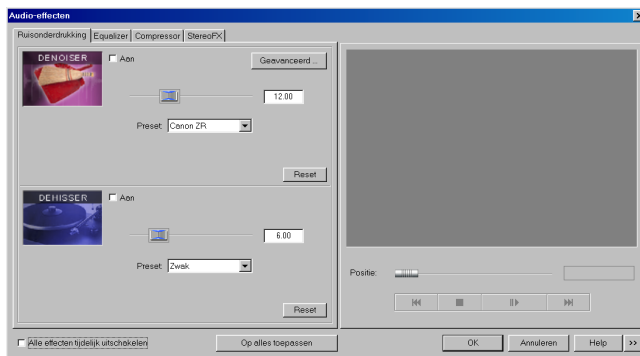 Audio-effecten
Ruisonderdrukking Equalizer Compressor StereoFX
DENOISER
Aan
Geavanceerd ...
12.00
Preset: Canon ZR
Reset
DEHISSER
Aan
6.00
Preset: Zwak
Reset
Positie:
Alle effecten tijdelijk uitschakelen
Op alles toepassen
OK
Annuleren
Help
>>